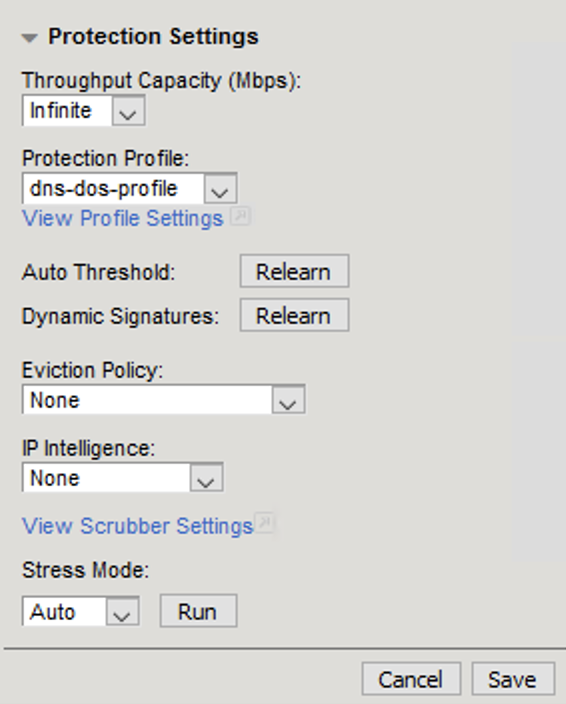 Protection Settings
Throughput Capacity (Mbps):
Infinite
Protection Profile:
dns-dos-profile
View Profile Settings
Auto Threshold: Relearn
Dynamic Signatures: Relearn
Eviction Policy:
None
IP Intelligence:
None
View Scrubber Settings
Stress Mode:
Auto Run
Cancel Save